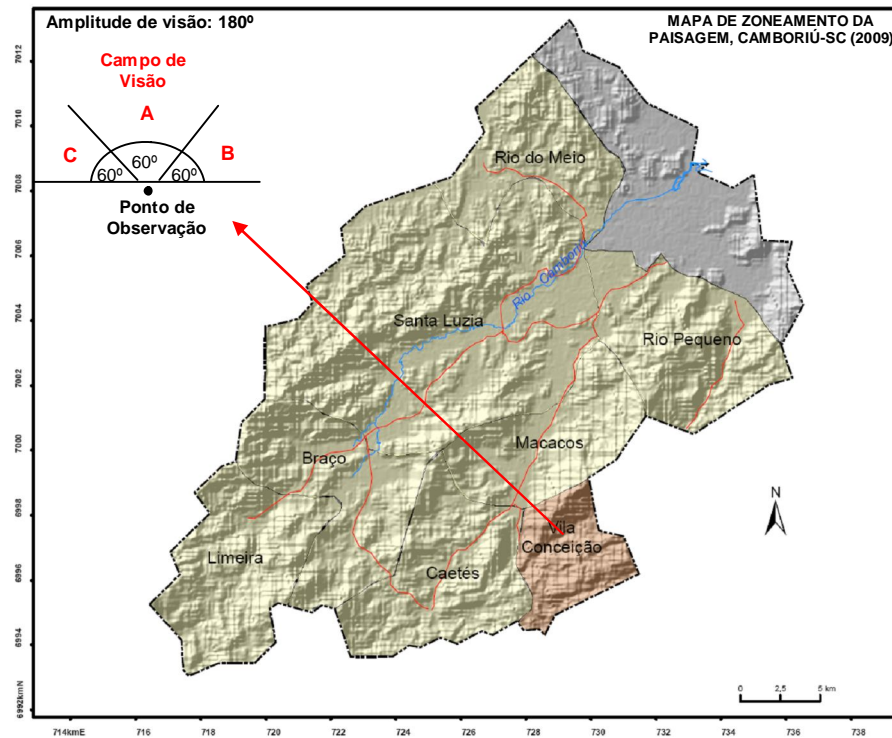 Amplitude de visão: 180º
MAPA DE ZONEAMENTO DA
PAISAGEM, CAMBORIÚ-SC (2009)
Campo de
Visão
A
C
B
60º
60º
60º
Ponto de
Observação
Rio do Meio
Rio Camboriú
Santa Luzia
Rio Pequeno
Braço
Macacos
Vila
Conceição
Limeira
Caetés
N
0 2,5 5 km
7012
7010
7008
7006
7004
7002
7000
6998
6996
6994
6992kmN
714kmE 716 718 720 722 724 726 728 730 732 734 736 738